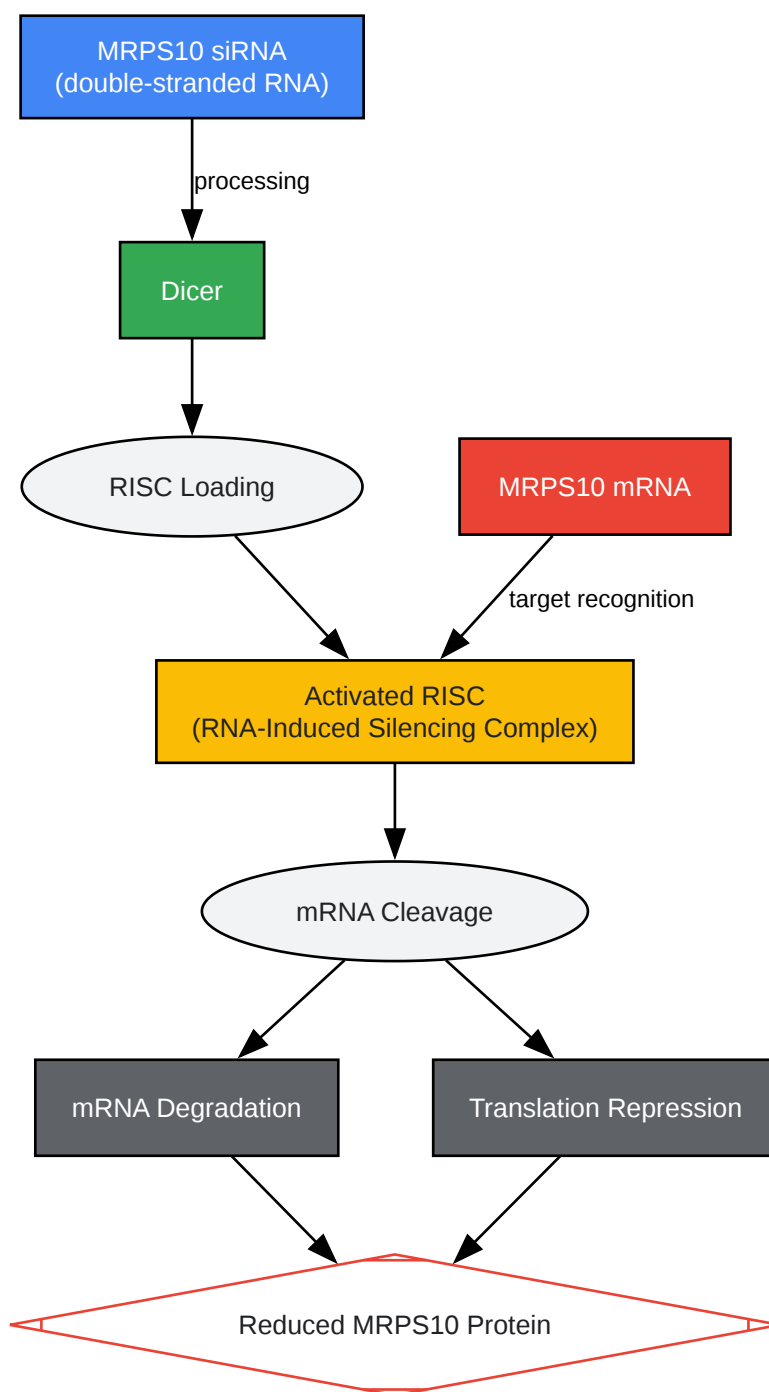 MRPS10 siRNA
(double-stranded RNA)
processing
Dicer
RISC Loading
MRPS10 mRNA
target recognition
Activated RISC
(RNA-Induced Silencing Complex)
mRNA Cleavage
mRNA Degradation
Translation Repression
Reduced MRPS10 Protein